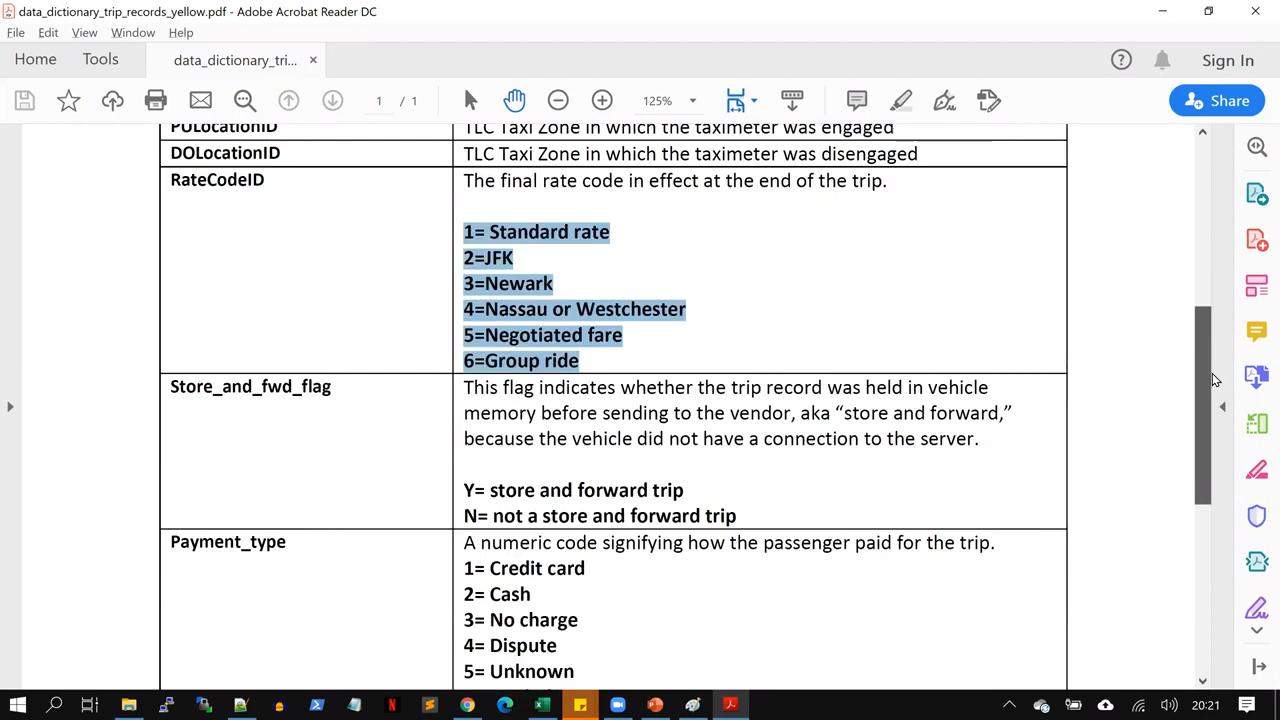 data_dictionary_trip_records_yellow.pdf - Adobe Acrobat Reader DC
File Edit View Window Help
Home Tools data_dictionary_tri... Sign In
1 / 1 125% Share
PULocationID TLC Taxi Zone in which the taximeter was engaged
DOLocationID TLC Taxi Zone in which the taximeter was disengaged
RateCodeID The final rate code in effect at the end of the trip.
1= Standard rate
2=JFK
3=Newark
4=Nassau or Westchester
5=Negotiated fare
6=Group ride
Store_and_fwd_flag This flag indicates whether the trip record was held in vehicle
memory before sending to the vendor, aka “store and forward,”
because the vehicle did not have a connection to the server.
Y= store and forward trip
N= not a store and forward trip
Payment_type A numeric code signifying how the passenger paid for the trip.
1= Credit card
2= Cash
3= No charge
4= Dispute
5= Unknown
20:21